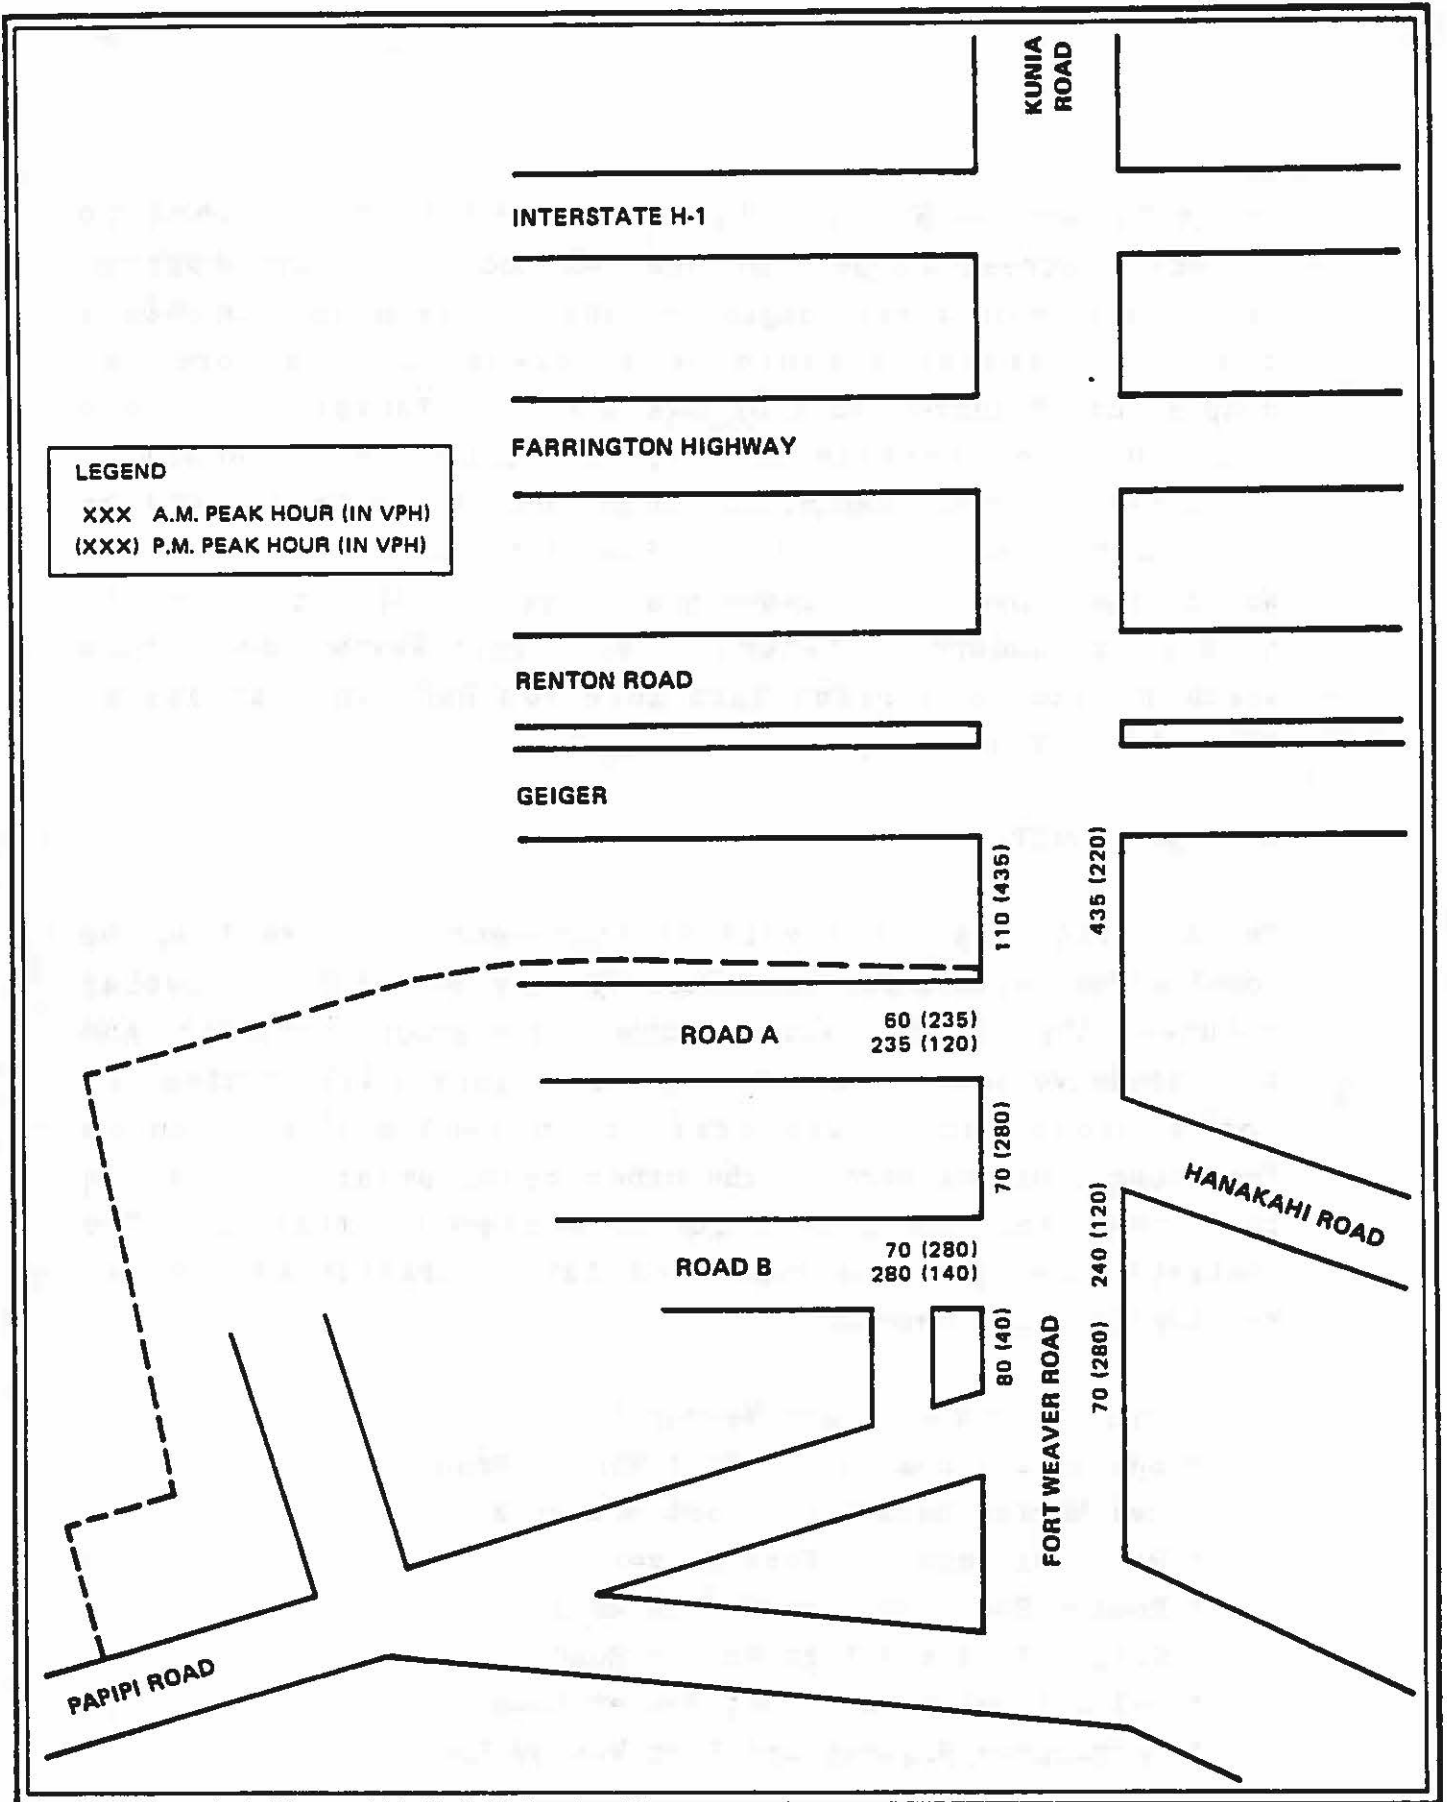 KUNIA
ROAD
INTERSTATE H-1
FARRINGTON HIGHWAY
LEGEND
XXX A.M. PEAK HOUR (IN VPH)
(XXX) P.M. PEAK HOUR (IN VPH)
RENTON ROAD
GEIGER
110 (435)
435 (220)
ROAD A
60 (235)
235 (120)
70 (280)
HANAKAHI ROAD
240 (120)
ROAD B
70 (280)
280 (140)
80 (40)
FORT WEAVER ROAD
70 (280)
PAPIPI ROAD